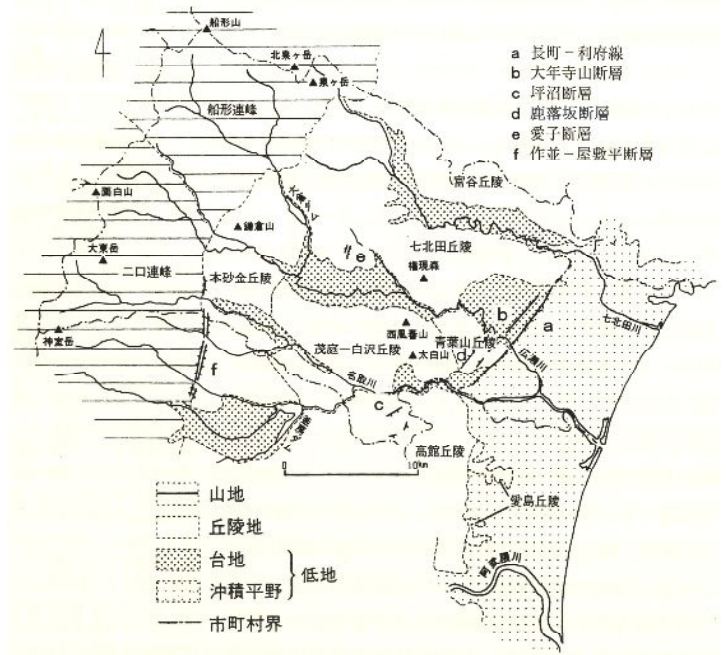 船形山
北泉ヶ岳
泉ヶ岳
船形連峰
a 長町-利府線
b 大年寺山断層
c 坪沼断層
d 鹿落坂断層
e 愛子断層
f 作並-屋敷平断層
富谷丘陵
面白山
鎌倉山
大東岳
二口連峰
本砂金丘陵
e
七北田丘陵
権現森
b
a
七北田川
神室岳
f
茂庭-白沢丘陵
西風蕃山
太白山
青葉山丘陵
d
広瀬川
名取川
c
高館丘陵
0 10km
愛島丘陵
阿武隈川
山地
丘陵地
台地
沖積平野
低地
市町村界